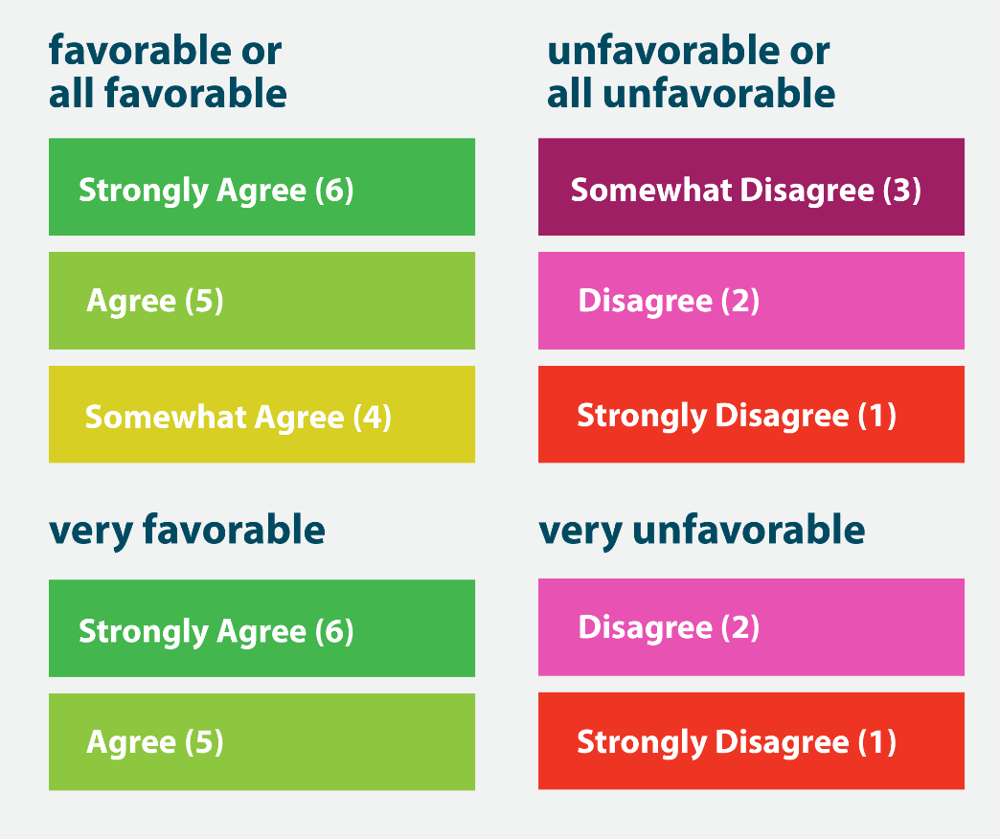 favorable or
all favorable
Strongly Agree (6)
Agree (5)
Somewhat Agree (4)
unfavorable or
all unfavorable
Somewhat Disagree (3)
Disagree (2)
Strongly Disagree (1)
very favorable
Strongly Agree (6)
Agree (5)
very unfavorable
Disagree (2)
Strongly Disagree (1)